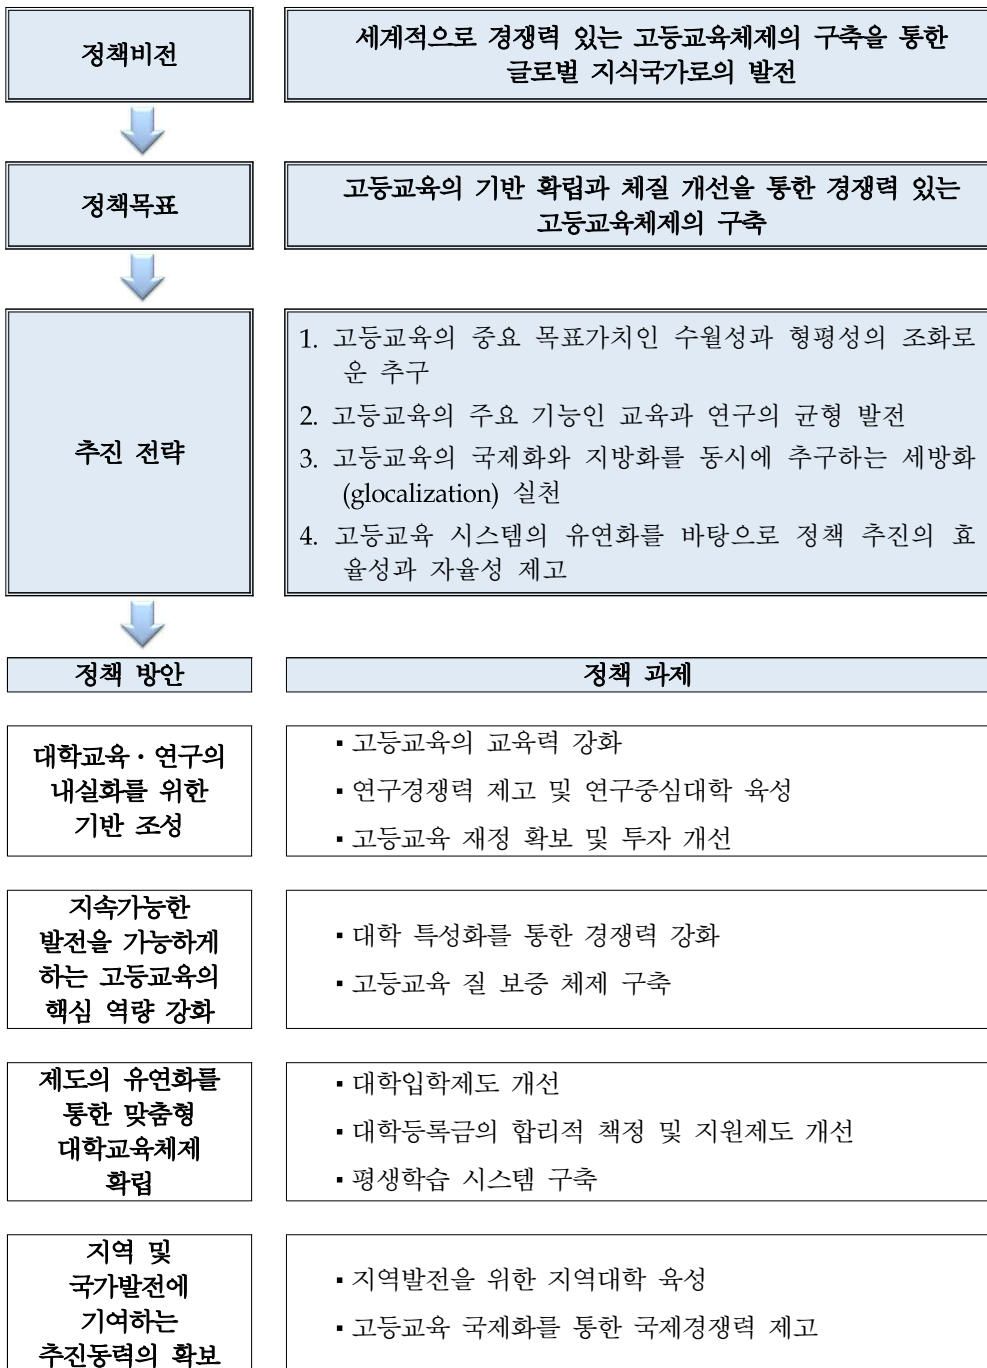 정책비전
세계적으로 경쟁력 있는 고등교육체제의 구축을 통한
글로벌 지식국가로의 발전
정책목표
고등교육의 기반 확립과 체질 개선을 통한 경쟁력 있는
고등교육체제의 구축
추진 전략
1. 고등교육의 중요 목표가치인 수월성과 형평성의 조화로
운 추구
2. 고등교육의 주요 기능인 교육과 연구의 균형 발전
3. 고등교육의 국제화와 지방화를 동시에 추구하는 세방화
(glocalization) 실천
4. 고등교육 시스템의 유연화를 바탕으로 정책 추진의 효
율성과 자율성 제고
정책 방안
정책 과제
대학교육·연구의
내실화를 위한
기반 조성
▪ 고등교육의 교육력 강화
▪ 연구경쟁력 제고 및 연구중심대학 육성
▪ 고등교육 재정 확보 및 투자 개선
지속가능한
발전을 가능하게
하는 고등교육의
핵심 역량 강화
▪ 대학 특성화를 통한 경쟁력 강화
▪ 고등교육 질 보증 체제 구축
제도의 유연화를
통한 맞춤형
대학교육체제
확립
▪ 대학입학제도 개선
▪ 대학등록금의 합리적 책정 및 지원제도 개선
▪ 평생학습 시스템 구축
지역 및
국가발전에
기여하는
추진동력의 확보
▪ 지역발전을 위한 지역대학 육성
▪ 고등교육 국제화를 통한 국제경쟁력 제고